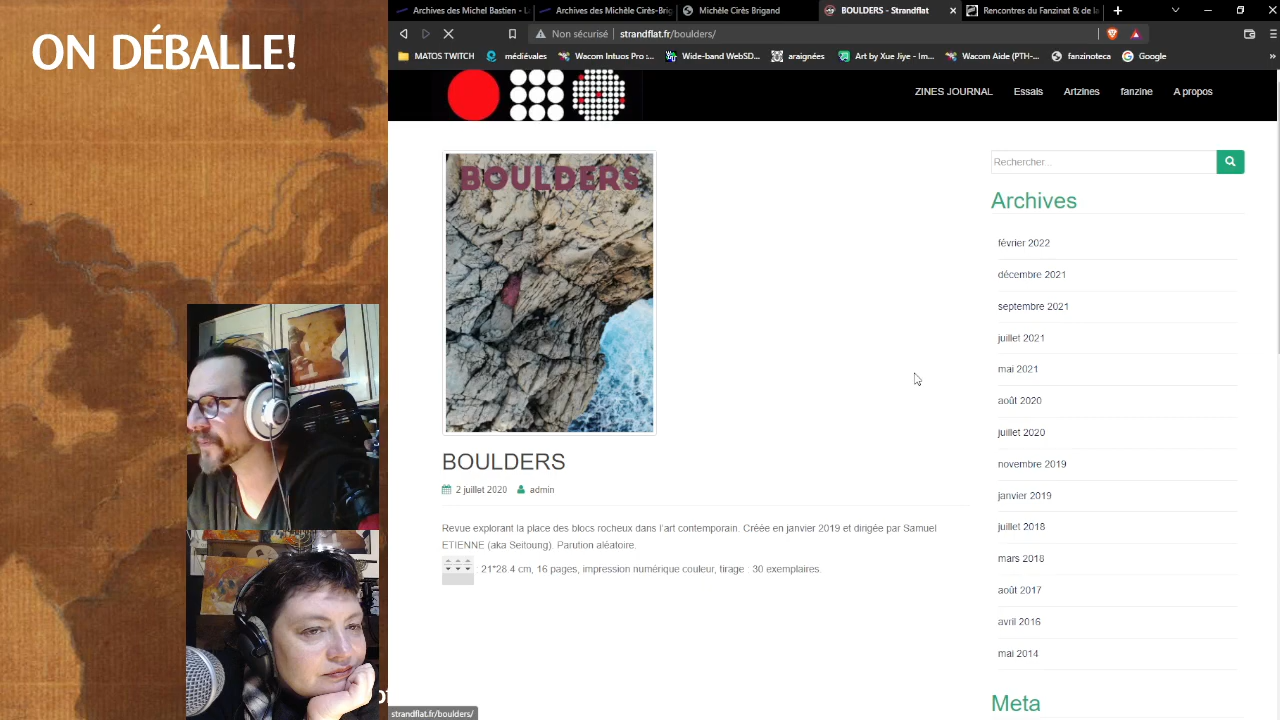 ON DÉBALLE!
Archives des Mestan en L
Archives des Michèle Cirès-Brig
Michèle Cirès Brigand
BOULDERS - Strandflat
Rencontres du Fanzinat & de la
Non sécurisé
strandflat.fr/boulders/
MATOS TWITCH
Wacom Intuos Pro -
Wide-band WebSD
araignées
Art by Xue Jiye - O
Wacom Aide (PTH-
ZINES JOURNAL
Essais
Artzines
fanzine
A propos
BOULDERS
Rechercher...
Archives
février 2022
décembre 2021
septembre 2021
juillet 2021
mai 2021
août 2020
juillet 2020
novembre 2019
janvier 2019
juillet 2018
mars 2018
août 2017
avril 2016
mai 2014
Meta
BOULDERS
2 juillet 2020 admin
Revue explorant la place des blocs rocheux dans l'art contemporain. Créée en janvier 2019 et dirigée par Samuel
ETIENNE (aka Seitoung). Parution aléatoire.
: 21*28.4 cm, 16 pages, impression numérique couleur, tirage : 30 exemplaires.
strandflat.fr/boulders/